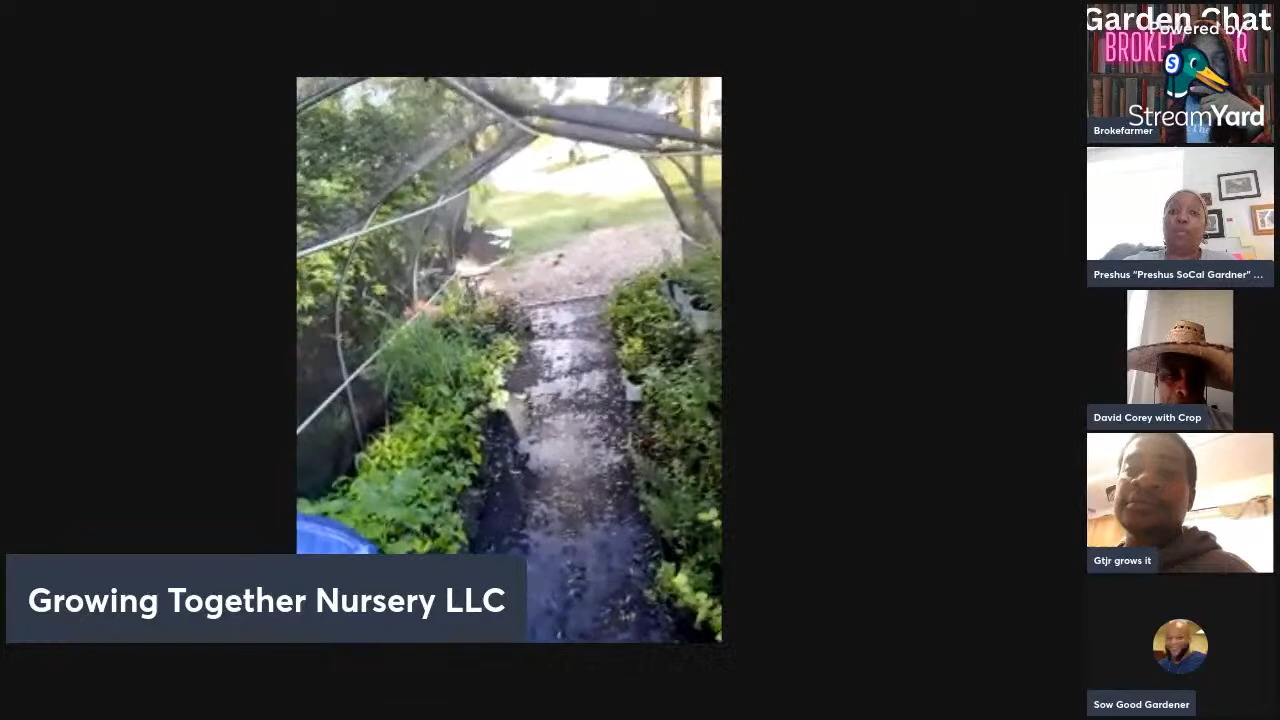 Garden Chat
Powered by
StreamYard
Brokefarmer
Preshus "Preshus SoCal Gardner" ...
David Corey with Crop
Gtjr grows it
Sow Good Gardener
Growing Together Nursery LLC